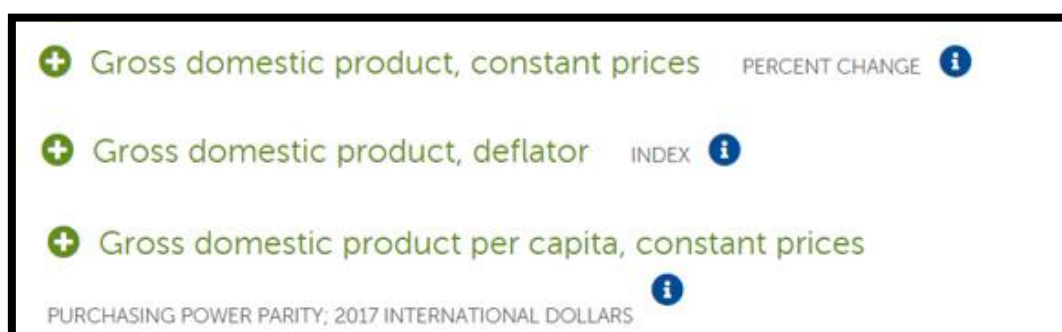 Gross domestic product, constant prices PERCENT CHANGE
Gross domestic product, deflator INDEX
Gross domestic product per capita, constant prices
PURCHASING POWER PARITY; 2017 INTERNATIONAL DOLLARS